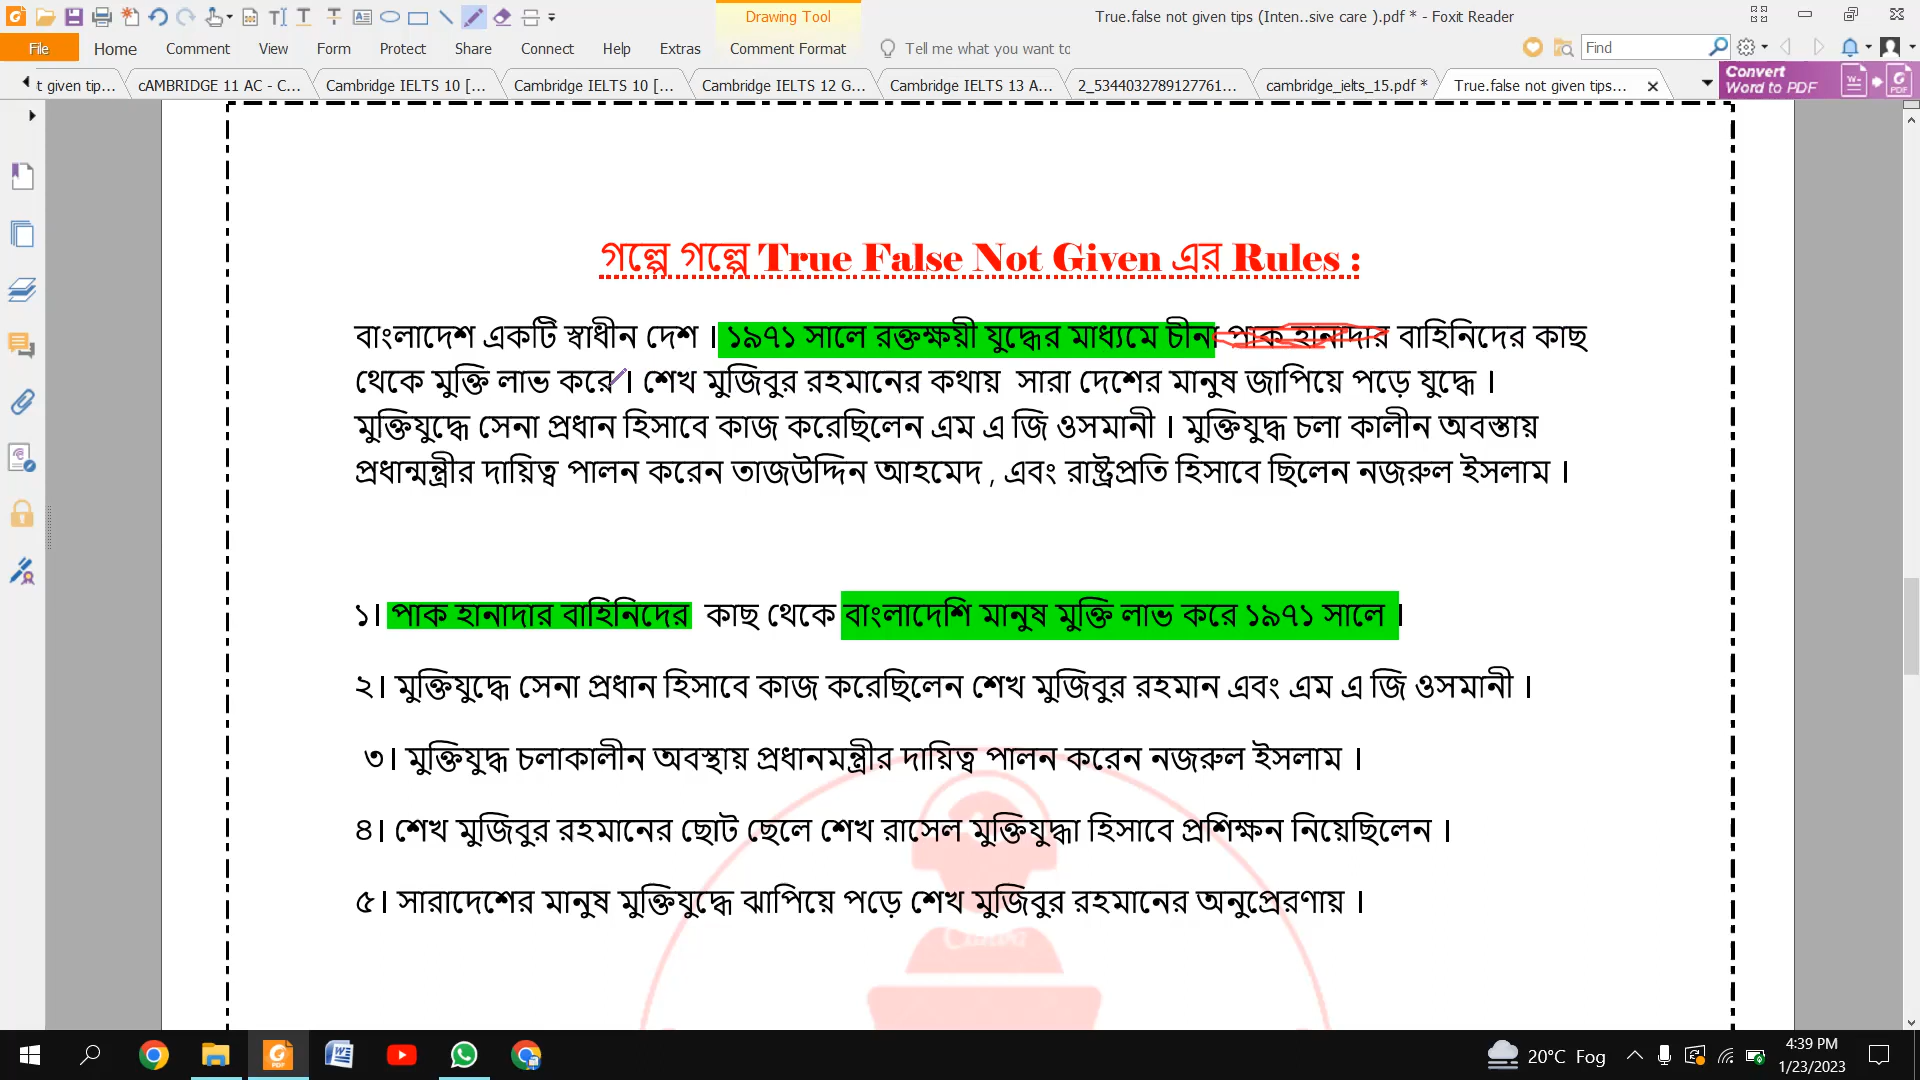 Drawing Tool
True.false not given tips (Inten..sive care ).pdf * - Foxit Reader
File Home Comment View Form Protect Share Connect Help Extras Comment Format Tell me what you want to Find
t given tip... cAMBRIDGE 11 AC - C... Cambridge IELTS 10 [... Cambridge IELTS 10 [... Cambridge IELTS 12 G... Cambridge IELTS 13 A... 2_5344032789127761... cambridge_ielts_15.pdf * True.false not given tips...
Convert
Word to PDF
গল্পে গল্পে True False Not Given এর Rules :
বাংলাদেশ একটি স্বাধীন দেশ । ১৯৭১ সালে রক্তক্ষয়ী যুদ্ধের মাধ্যমে চীনা পাক হানাদার বাহিনিদের কাছ
থেকে মুক্তি লাভ করে । শেখ মুজিবুর রহমানের কথায় সারা দেশের মানুষ জাপিয়ে পড়ে যুদ্ধে ।
মুক্তিযুদ্ধে সেনা প্রধান হিসাবে কাজ করেছিলেন এম এ জি ওসমানী । মুক্তিযুদ্ধ চলা কালীন অবস্তায়
প্রধান্মন্ত্রীর দায়িত্ব পালন করেন তাজউদ্দিন আহমেদ , এবং রাষ্ট্রপ্রতি হিসাবে ছিলেন নজরুল ইসলাম ।
১। পাক হানাদার বাহিনিদের কাছ থেকে বাংলাদেশি মানুষ মুক্তি লাভ করে ১৯৭১ সালে ।
২। মুক্তিযুদ্ধে সেনা প্রধান হিসাবে কাজ করেছিলেন শেখ মুজিবুর রহমান এবং এম এ জি ওসমানী ।
৩। মুক্তিযুদ্ধ চলাকালীন অবস্থায় প্রধানমন্ত্রীর দায়িত্ব পালন করেন নজরুল ইসলাম ।
৪। শেখ মুজিবুর রহমানের ছোট ছেলে শেখ রাসেল মুক্তিযুদ্ধা হিসাবে প্রশিক্ষন নিয়েছিলেন ।
৫। সারাদেশের মানুষ মুক্তিযুদ্ধে ঝাপিয়ে পড়ে শেখ মুজিবুর রহমানের অনুপ্রেরণায় ।
Canva
20°C Fog
4:39 PM
1/23/2023